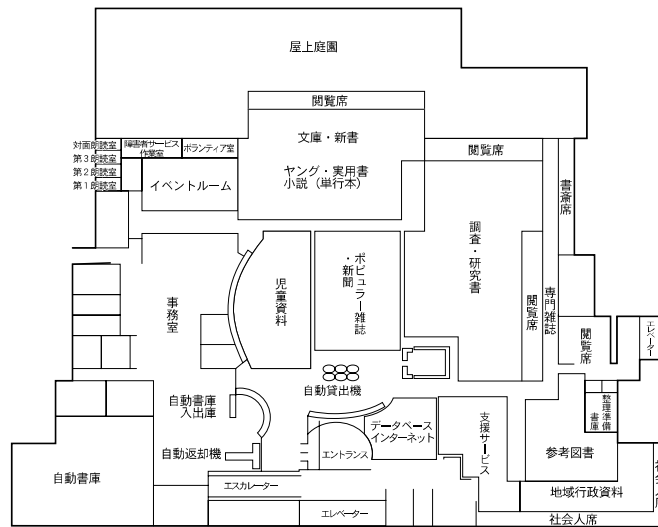 屋上庭園
閲覧席
文庫・新書
ヤング・実用書
小説（単行本）
対面朗読室
第3朗読室
第2朗読室
第1朗読室
障害者サービス
作業室
ボランティア室
イベントルーム
閲覧席
書斎席
調査・研究書
閲覧席
専門雑誌
閲覧席
エレベーター
事務室
児童資料
ポピュラー雑誌
・新聞
自動貸出機
自動書庫
入出庫
自動返却機
データベース
インターネット
エントランス
支援サービス
整理準備
書庫
参考図書
地域行政資料
社会人席
自動書庫
エスカレーター
エレベーター